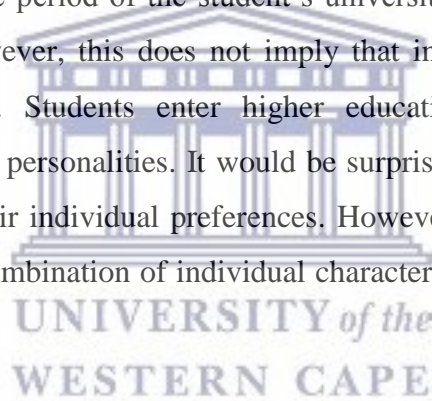 e period of the student's universit
ever, this does not imply that in
. Students enter higher educati
personalities. It would be surpris
ir individual preferences. Howeve
mbination of individual character
UNIVERSITY of the
WESTERN CAPE